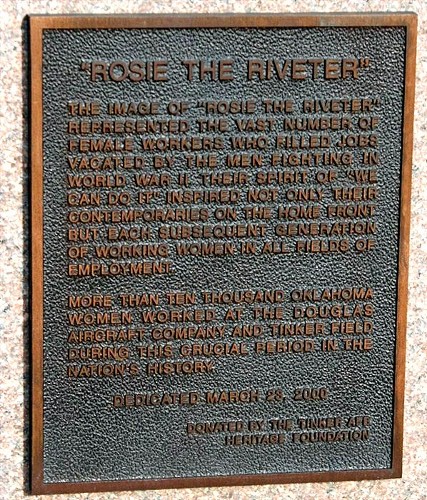 "ROSIE THE RIVETER"
THE IMAGE OF "ROSIE THE RIVETER"
REPRESENTED THE VAST NUMBER OF
FEMALE WORKERS WHO FILLED JOBS
VACATED BY THE MEN FIGHTING IN
WORLD WAR II. THEIR SPIRIT OF "WE
CAN DO IT" INSPIRED NOT ONLY THEIR
CONTEMPORARIES ON THE HOME FRONT
BUT EACH SUBSEQUENT GENERATION
OF WORKING WOMEN IN ALL FIELDS OF
EMPLOYMENT.
MORE THAN TEN THOUSAND OKLAHOMA
WOMEN WORKED AT THE DOUGLAS
AIRCRAFT COMPANY AND TINKER FIELD
DURING THIS CRUCIAL PERIOD IN THE
NATION'S HISTORY.
DEDICATED MARCH 23, 2000
DONATED BY THE TINKER AFB
HERITAGE FOUNDATION